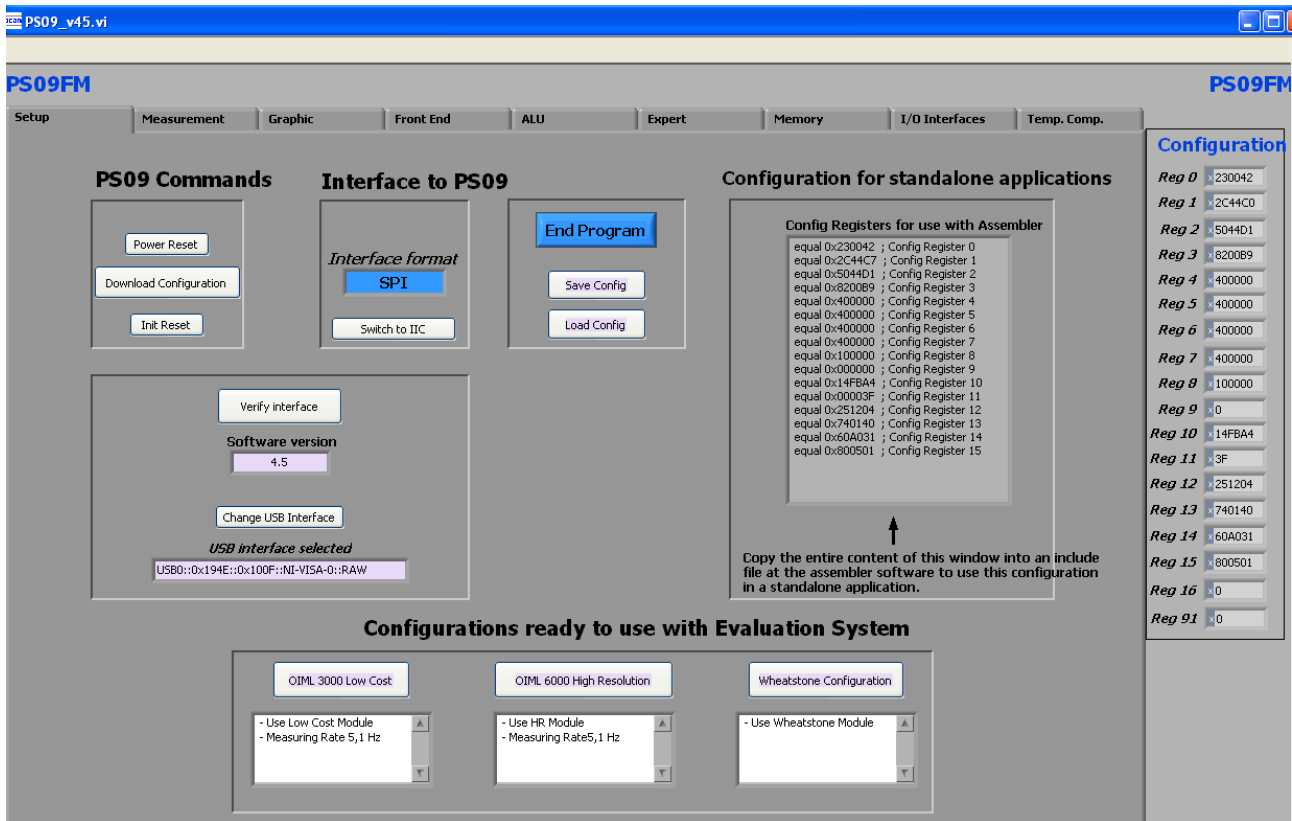 PS09_v45.vi
PS09FM
PS09FM
Setup
Measurement
Graphic
Front End
ALU
Expert
Memory
I/O Interfaces
Temp. Comp.
PS09 Commands
Power Reset
Download Configuration
Init Reset
Interface to PS09
Interface format
SPI
Switch to IIC
End Program
Save Config
Load Config
Verify interface
Software version
4.5
Change USB Interface
USB interface selected
USB0::0x194E::0x100F::NI-VISA-0::RAW
Configuration for standalone applications
Config Registers for use with Assembler
equal 0x230042 ; Config Register 0
equal 0x2C44C7 ; Config Register 1
equal 0x5044D1 ; Config Register 2
equal 0x8200B9 ; Config Register 3
equal 0x400000 ; Config Register 4
equal 0x400000 ; Config Register 5
equal 0x400000 ; Config Register 6
equal 0x400000 ; Config Register 7
equal 0x100000 ; Config Register 8
equal 0x000000 ; Config Register 9
equal 0x14FBA4 ; Config Register 10
equal 0x00003F ; Config Register 11
equal 0x251204 ; Config Register 12
equal 0x740140 ; Config Register 13
equal 0x60A031 ; Config Register 14
equal 0x800501 ; Config Register 15
Copy the entire content of this window into an include
file at the assembler software to use this configuration
in a standalone application.
Configurations ready to use with Evaluation System
OIML 3000 Low Cost
- Use Low Cost Module
- Measuring Rate 5,1 Hz
OIML 6000 High Resolution
- Use HR Module
- Measuring Rate5,1 Hz
Wheatstone Configuration
- Use Wheatstone Module
Configuration
Reg 0 x 230042
Reg 1 x 2C44C0
Reg 2 x 5044D1
Reg 3 x 8200B9
Reg 4 x 400000
Reg 5 x 400000
Reg 6 x 400000
Reg 7 x 400000
Reg 8 x 100000
Reg 9 x 0
Reg 10 x 14FBA4
Reg 11 x 3F
Reg 12 x 251204
Reg 13 x 740140
Reg 14 x 60A031
Reg 15 x 800501
Reg 16 x 0
Reg 91 x 0